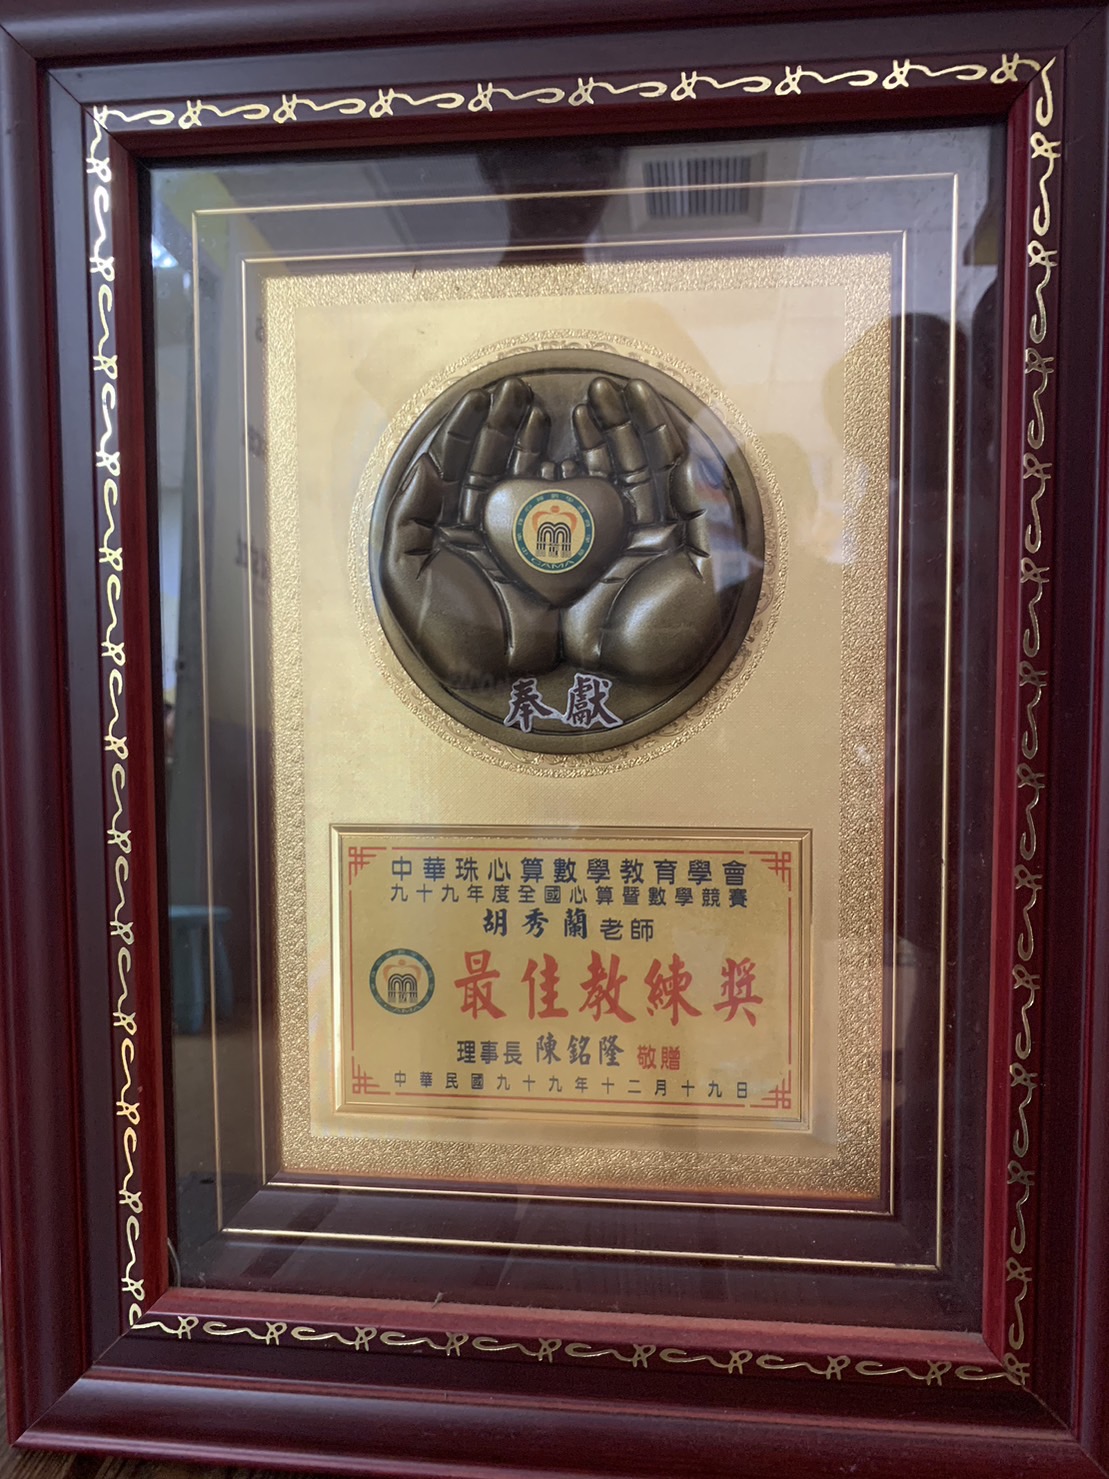 奉獻
中華珠心算數學教育學會
九十九年度全國心算暨數學競賽
胡秀蘭老師
CAMA
最佳教練獎
理事長 陳銘隆 敬贈
中華民國九十九年十二月十九日